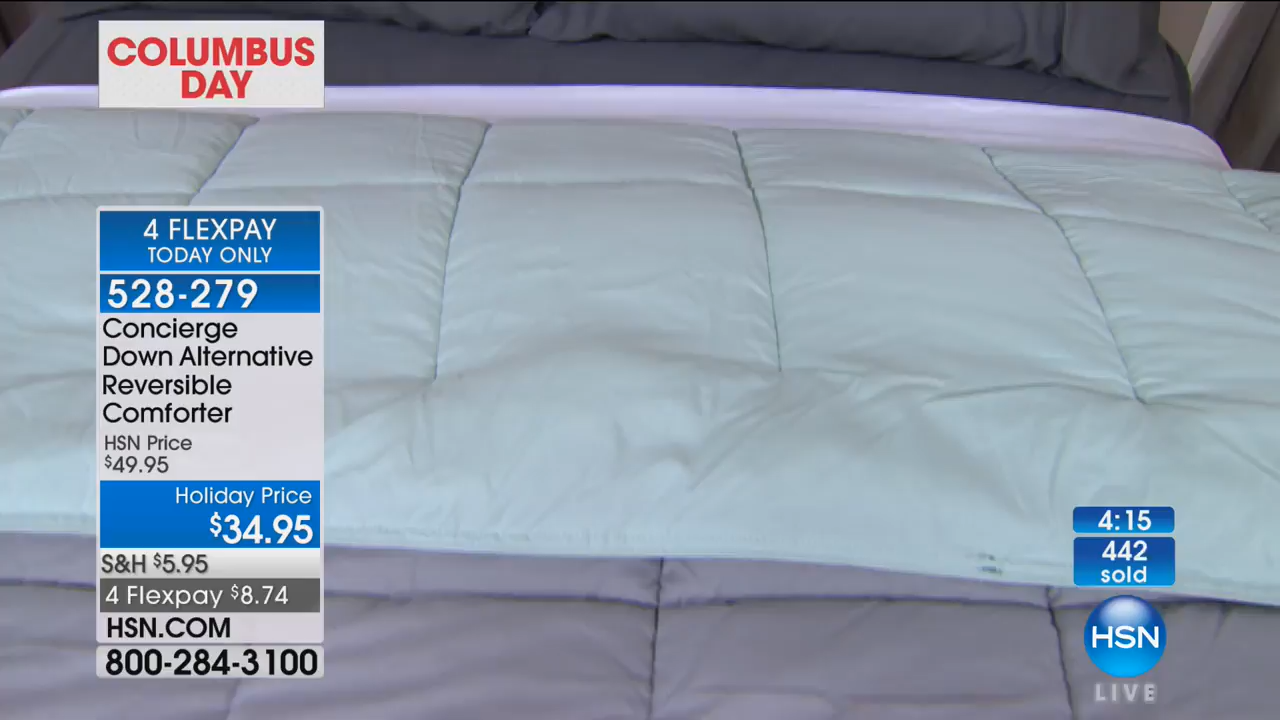 COLUMBUS
DAY
4 FLEXPAY
TODAY ONLY
528-279
Concierge
Down Alternative
Reversible
Comforter
HSN Price
$49.95
Holiday Price
$34.95
S&H $5.95
4 Flexpay $8.74
HSN.COM
800-284-3100
4:15
442
sold
HSN
LIVE